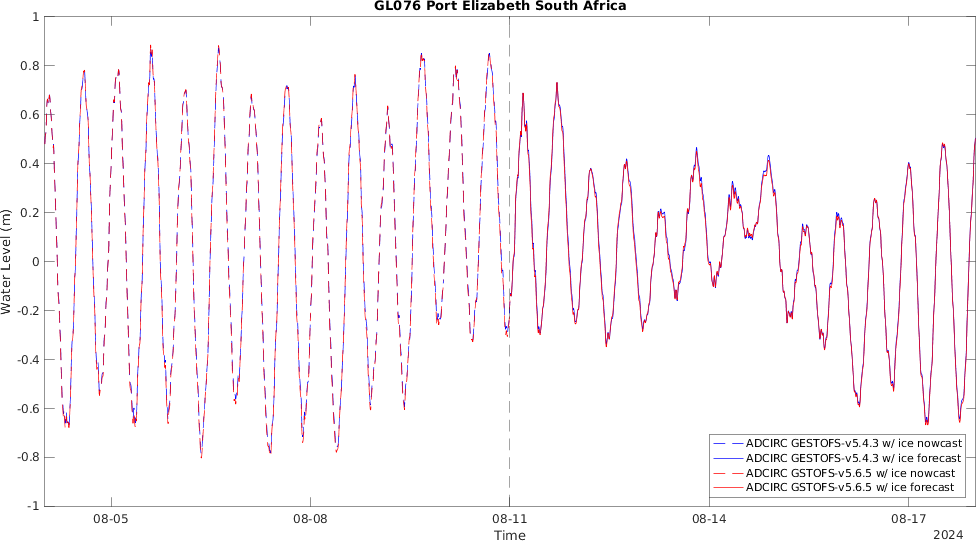 GL076 Port Elizabeth South Africa
1
0.8
0.6
0.4
0.2
0
-0.2
-0.4
-0.6
-0.8
-1
Water Level (m)
ADCIRC GESTOFS-v5.4.3 w/ ice nowcast
ADCIRC GESTOFS-v5.4.3 w/ ice forecast
ADCIRC GSTOFS-v5.6.5 w/ ice nowcast
ADCIRC GSTOFS-v5.6.5 w/ ice forecast
08-05 08-08 08-11 08-14 08-17
Time
2024